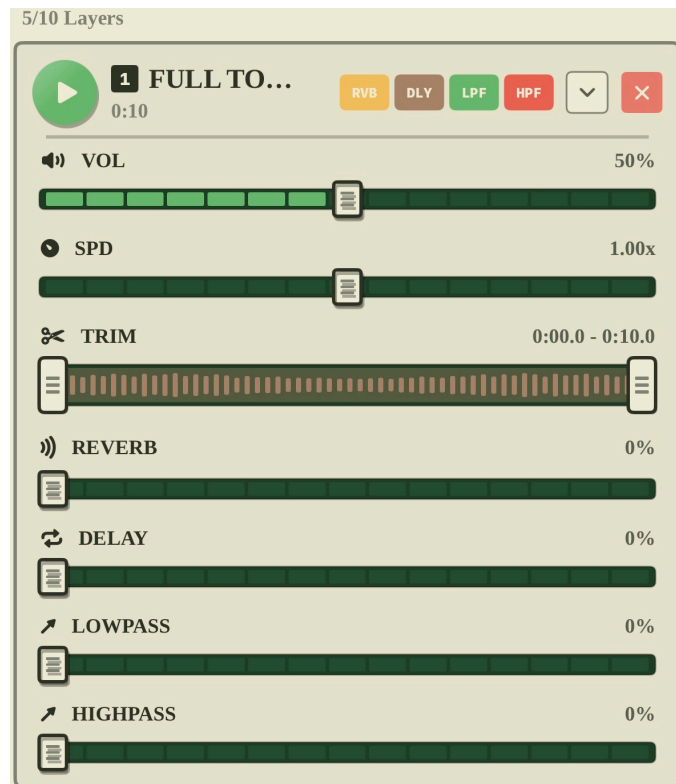 5/10 Layers
1 FULL TO...
0:10
RVB DLY LPF HPF
VOL 50%
SPD 1.00x
TRIM 0:00.0 - 0:10.0
REVERB 0%
DELAY 0%
LOWPASS 0%
HIGHPASS 0%